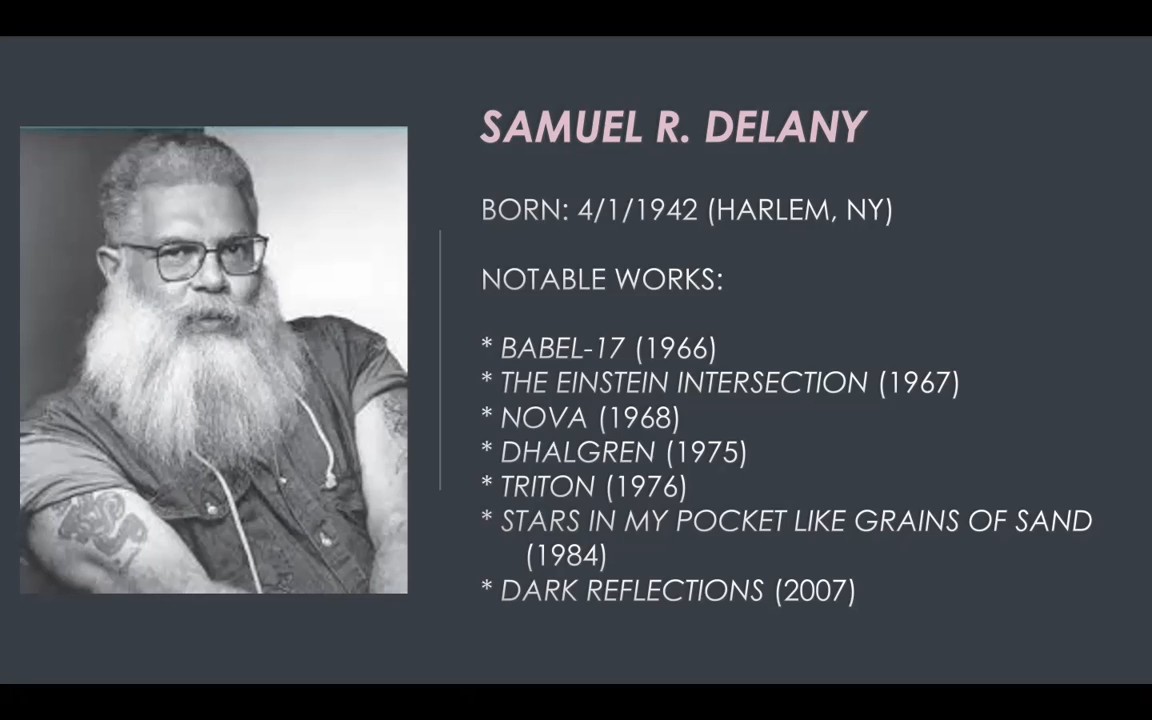 SAMUEL R. DELANY
BORN: 4/1/1942 (HARLEM, NY)
NOTABLE WORKS:
* BABEL-17 (1966)
* THE EINSTEIN INTERSECTION (1967)
* NOVA (1968)
* DHALGREN (1975)
* TRITON (1976)
* STARS IN MY POCKET LIKE GRAINS OF SAND
(1984)
* DARK REFLECTIONS (2007)